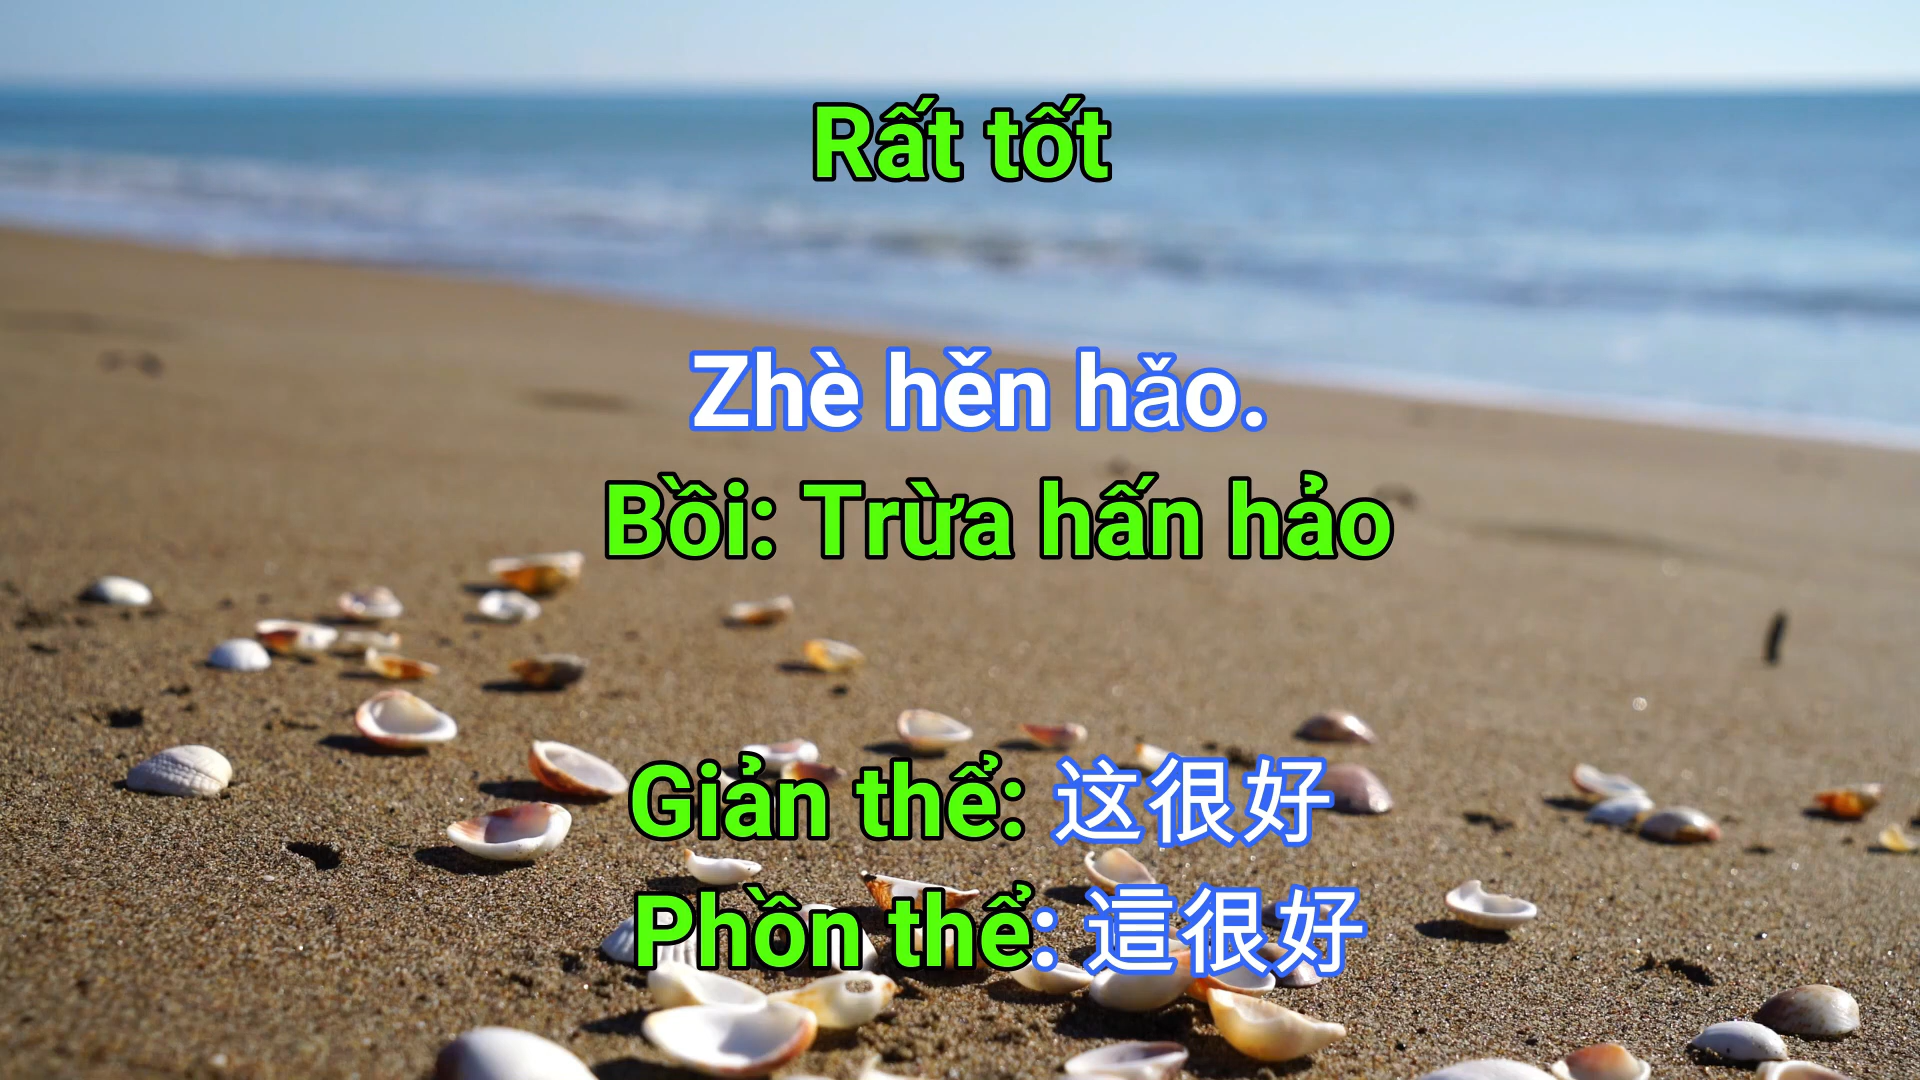 Rất tốt
Zhè hěn hǎo.
Bồi: Trừa hấn hảo
Giản thể: 这很好
Phồn thể: 這很好